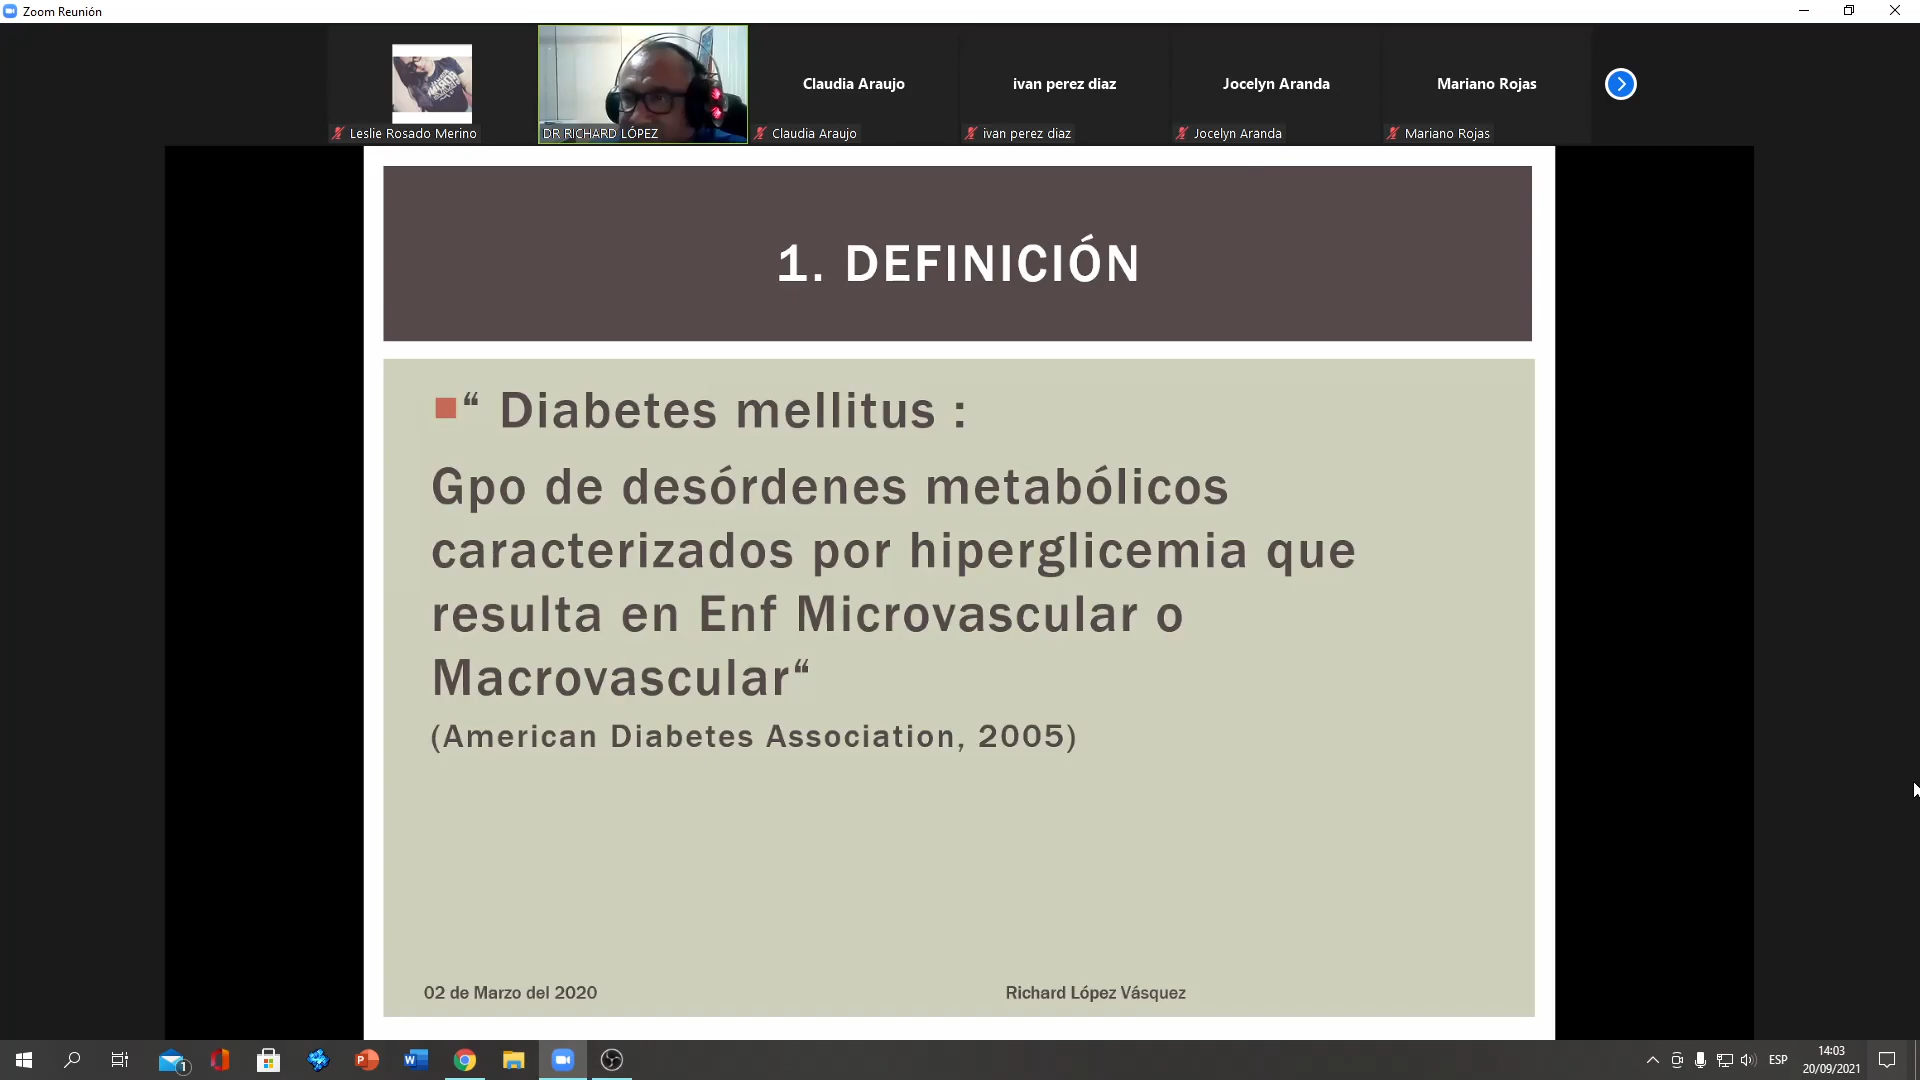 Zoom Reunión
Claudia Araujo
ivan perez diaz
Jocelyn Aranda
Mariano Rojas
Leslie Rosado Merino
DR RICHARD LÓPEZ
Claudia Araujo
ivan perez diaz
Jocelyn Aranda
Mariano Rojas
1. DEFINICIÓN
“ Diabetes mellitus :
Gpo de desórdenes metabólicos
caracterizados por hiperglicemia que
resulta en Enf Microvascular o
Macrovascular“
(American Diabetes Association, 2005)
02 de Marzo del 2020
Richard López Vásquez
1
ESP
14:03
20/09/2021